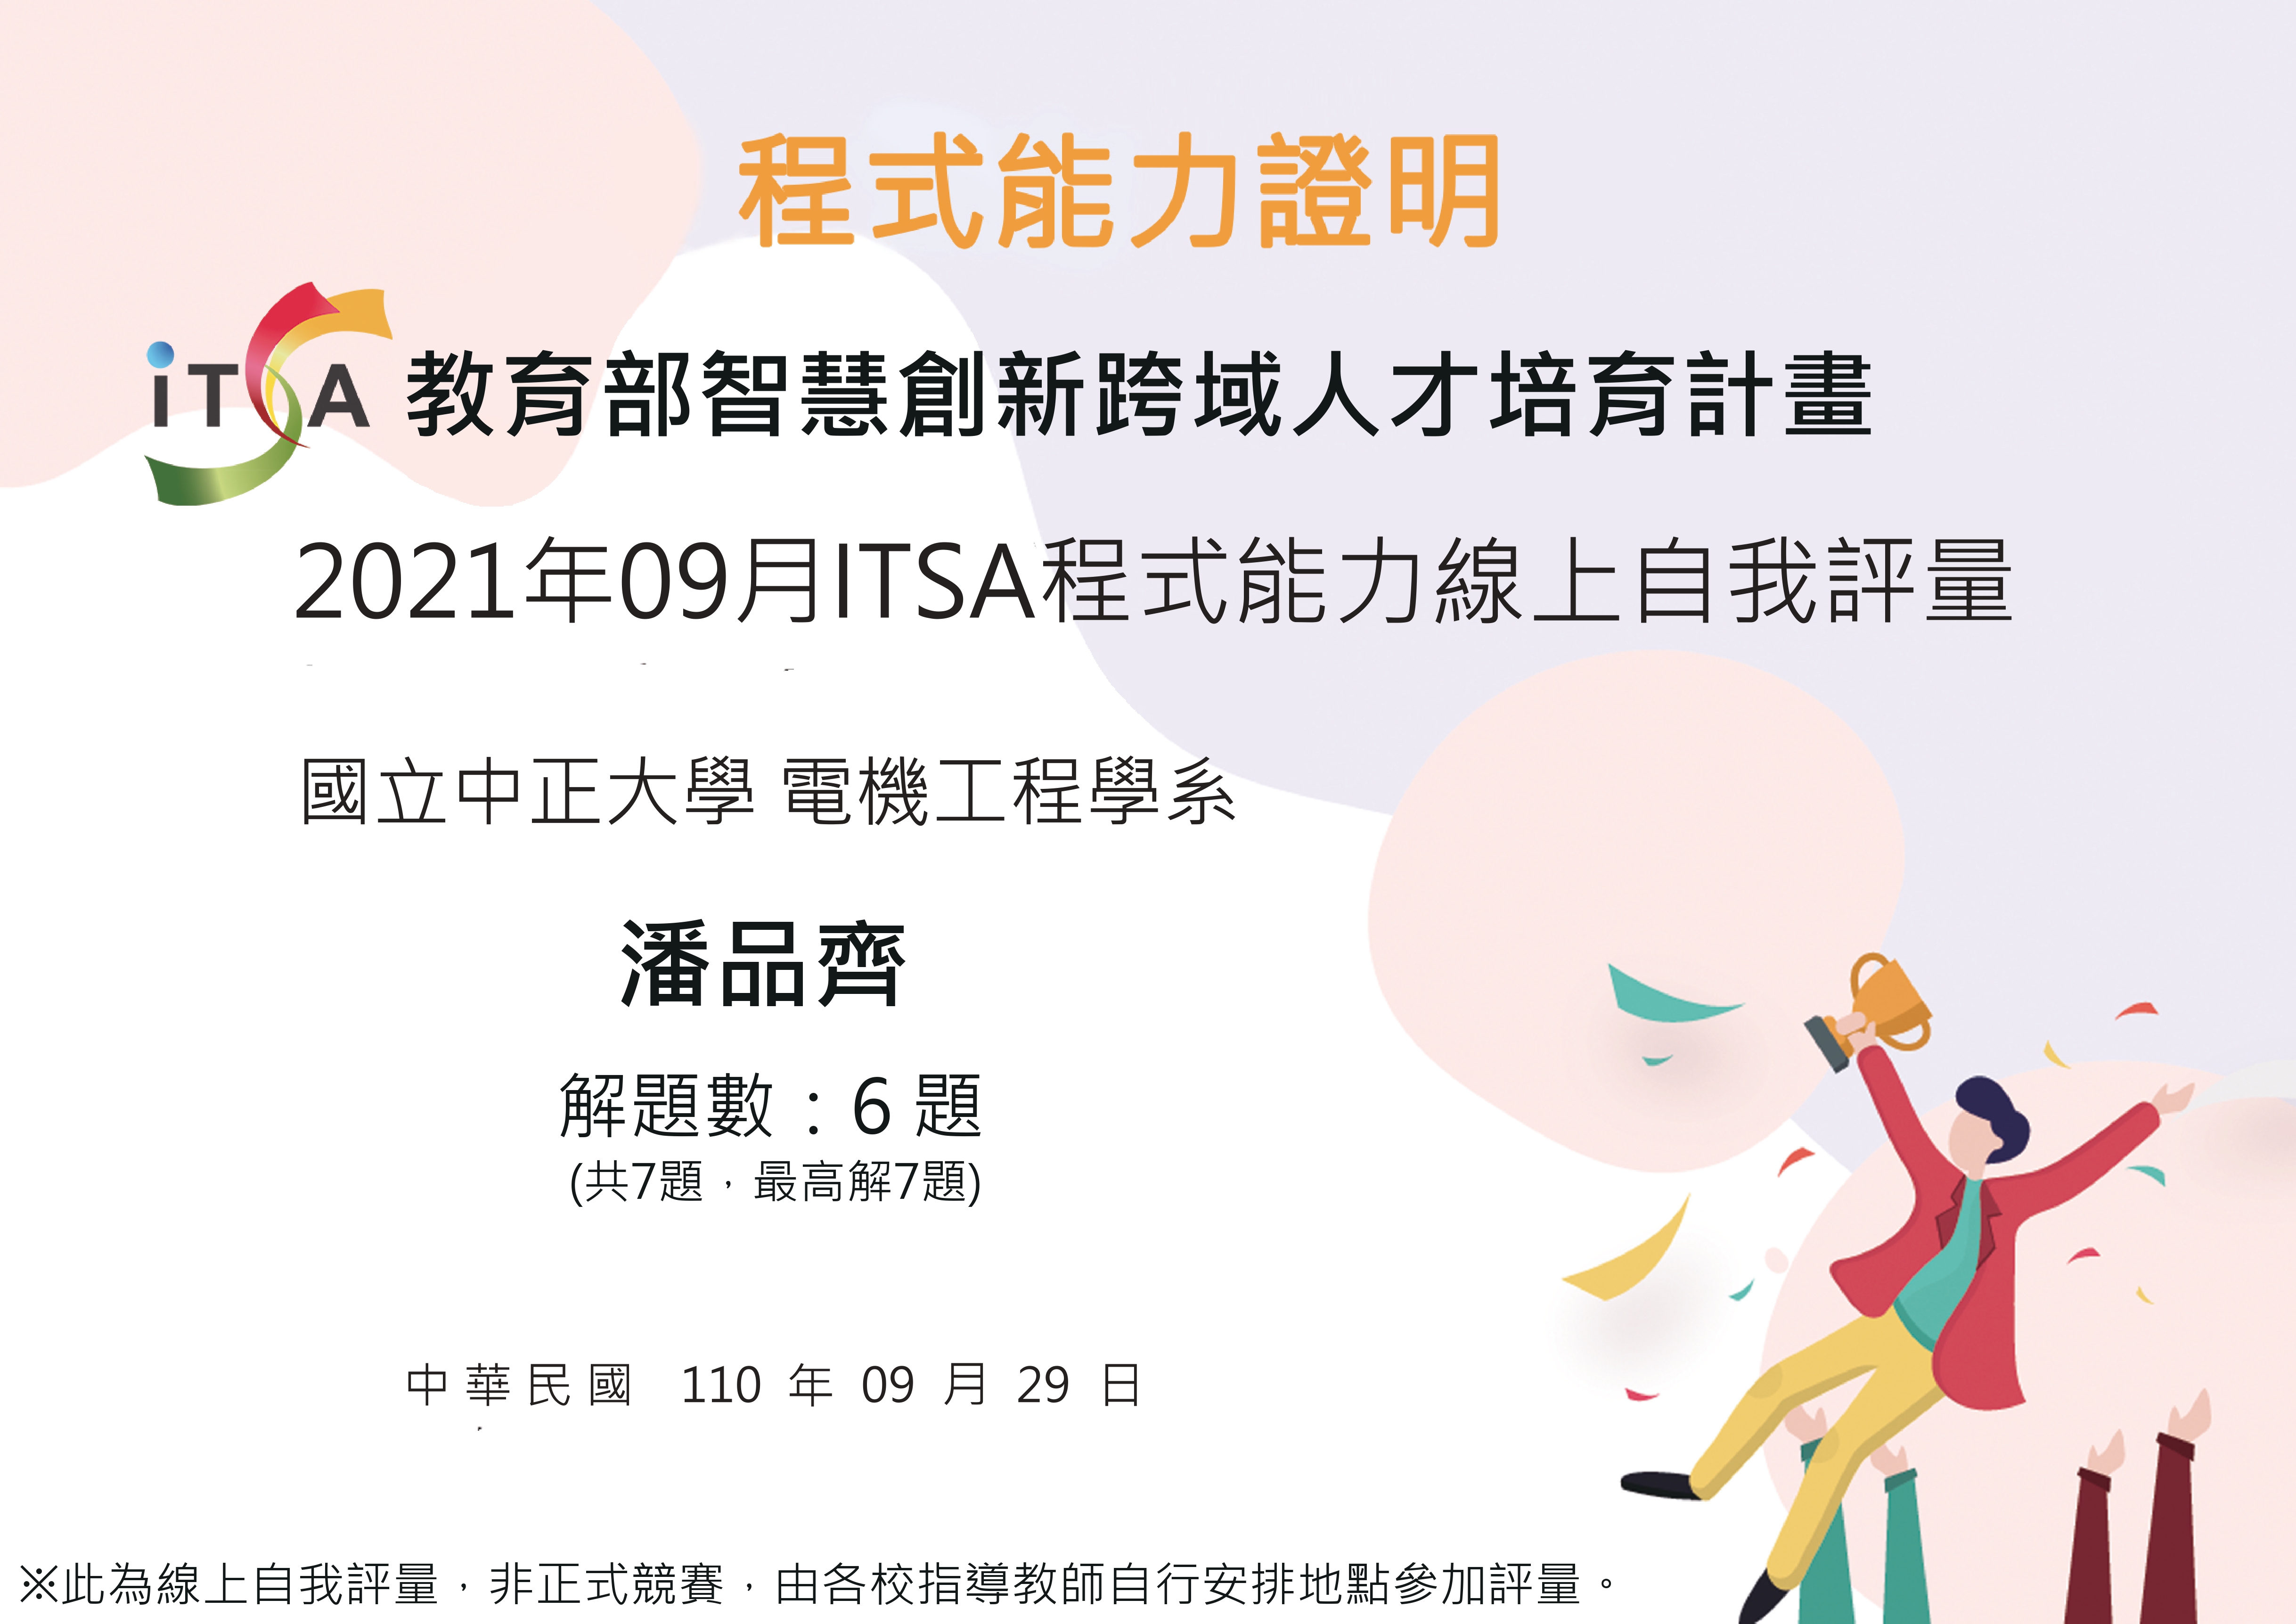 程式能力證明
iTSA 教育部智慧創新跨域人才培育計畫
2021年09月ITSA程式能力線上自我評量
國立中正大學 電機工程學系
潘品齊
解題數：6 題
(共7題，最高解7題)
中華民國 110 年 09 月 29 日
※此為線上自我評量，非正式競賽，由各校指導教師自行安排地點參加評量。